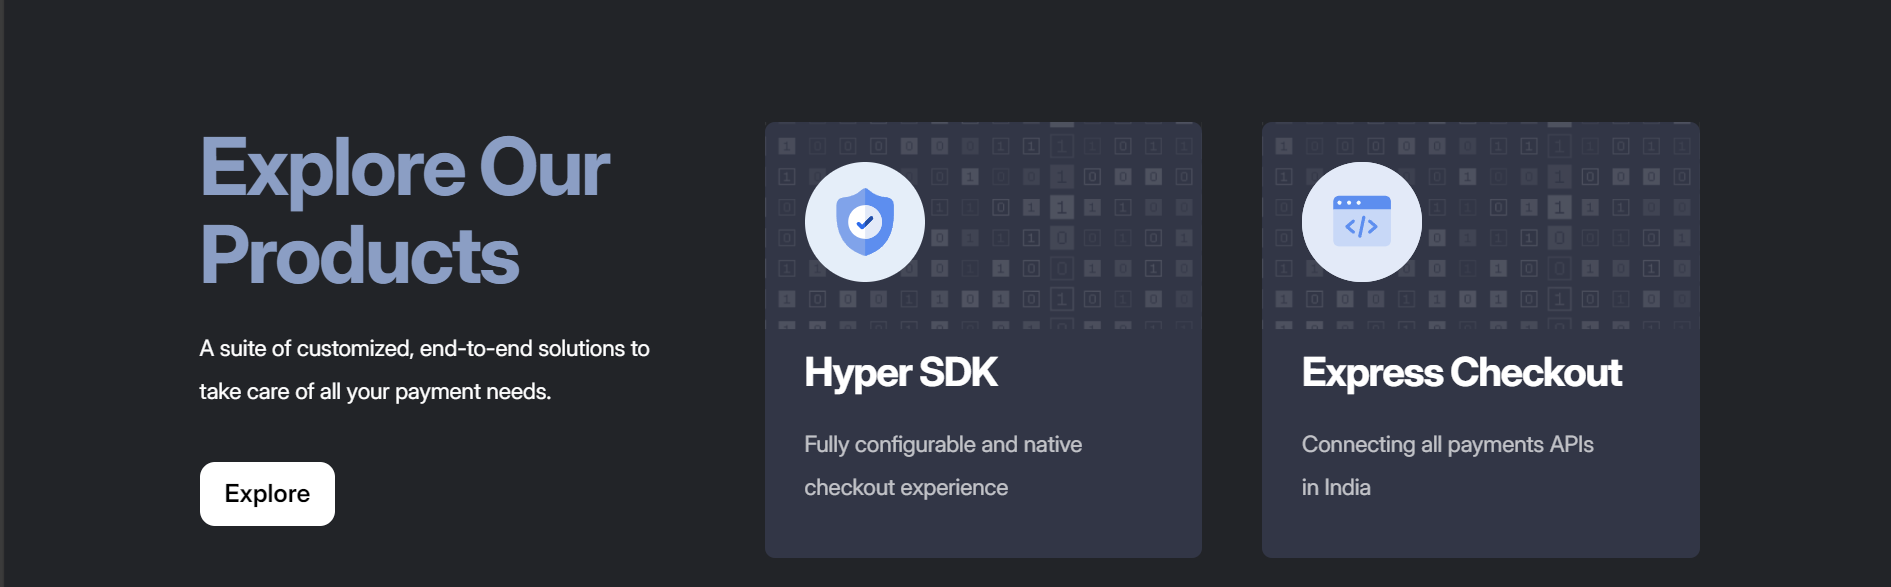 Explore Our
Products
A suite of customized, end-to-end solutions to
take care of all your payment needs.
Explore
Hyper SDK
Fully configurable and native
checkout experience
Express Checkout
Connecting all payments APIs
in India